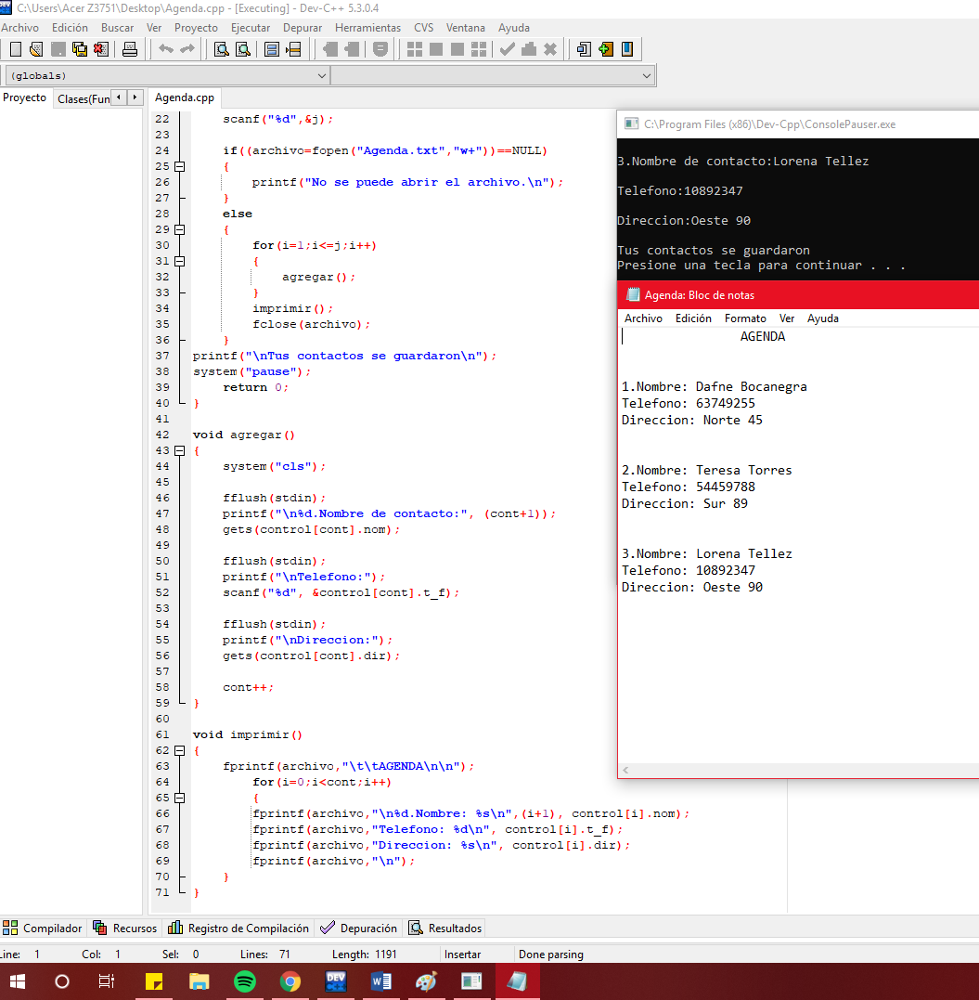 C:\Users\Acer Z3751\Desktop\Agenda.cpp - [Executing] - Dev-C++ 5.3.0.4
Archivo Edición Buscar Ver Proyecto Ejecutar Depurar Herramientas CVS Ventana Ayuda
(globals)
Proyecto Clases(Fun Agenda.cpp
22 scanf("%d",&j);
23
24 if((archivo=fopen("Agenda.txt","w+"))==NULL)
25 {
26 printf("No se puede abrir el archivo.\n");
27 }
28 else
29 {
30 for(i=1;i<=j;i++)
31 {
32 agregar();
33 }
34 imprimir();
35 fclose(archivo);
36 }
37 printf("\nTus contactos se guardaron\n");
38 system("pause");
39 return 0;
40 }
41
42 void agregar()
43 {
44 system("cls");
45
46 fflush(stdin);
47 printf("\n%d.Nombre de contacto:", (cont+1));
48 gets(control[cont].nom);
49
50 fflush(stdin);
51 printf("\nTelefono:");
52 scanf("%d", &control[cont].t_f);
53
54 fflush(stdin);
55 printf("\nDireccion:");
56 gets(control[cont].dir);
57
58 cont++;
59 }
60
61 void imprimir()
62 {
63 fprintf(archivo,"\t\tAGENDA\n\n");
64 for(i=0;i<cont;i++)
65 {
66 fprintf(archivo,"\n%d.Nombre: %s\n",(i+1), control[i].nom);
67 fprintf(archivo,"Telefono: %d\n", control[i].t_f);
68 fprintf(archivo,"Direccion: %s\n", control[i].dir);
69 fprintf(archivo,"\n");
70 }
71 }
C:\Program Files (x86)\Dev-Cpp\ConsolePauser.exe
3.Nombre de contacto:Lorena Tellez
Telefono:10892347
Direccion:Oeste 90
Tus contactos se guardaron
Presione una tecla para continuar . . .
Agenda: Bloc de notas
Archivo Edición Formato Ver Ayuda
AGENDA
1.Nombre: Dafne Bocanegra
Telefono: 63749255
Direccion: Norte 45
2.Nombre: Teresa Torres
Telefono: 54459788
Direccion: Sur 89
3.Nombre: Lorena Tellez
Telefono: 10892347
Direccion: Oeste 90
Compilador Recursos Registro de Compilación Depuración Resultados
Line: 1 Col: 1 Sel: 0 Lines: 71 Length: 1191 Insertar Done parsing
DEV